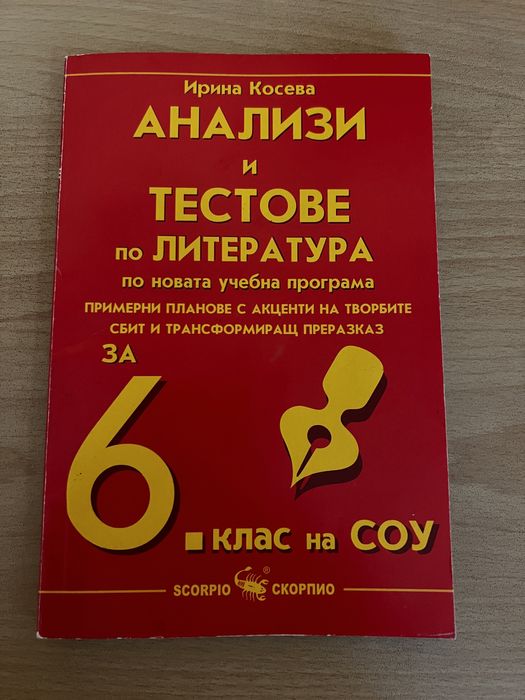 Ирина Косева
АНАЛИЗИ
и
ТЕСТОВЕ
по ЛИТЕРАТУРА
по новата учебна програма
ПРИМЕРНИ ПЛАНОВЕ С АКЦЕНТИ НА ТВОРБИТЕ
СБИТ И ТРАНСФОРМИРАЩ ПРЕРАЗКАЗ
ЗА
6. клас на СОУ
SCORPIO ® СКОРПИО